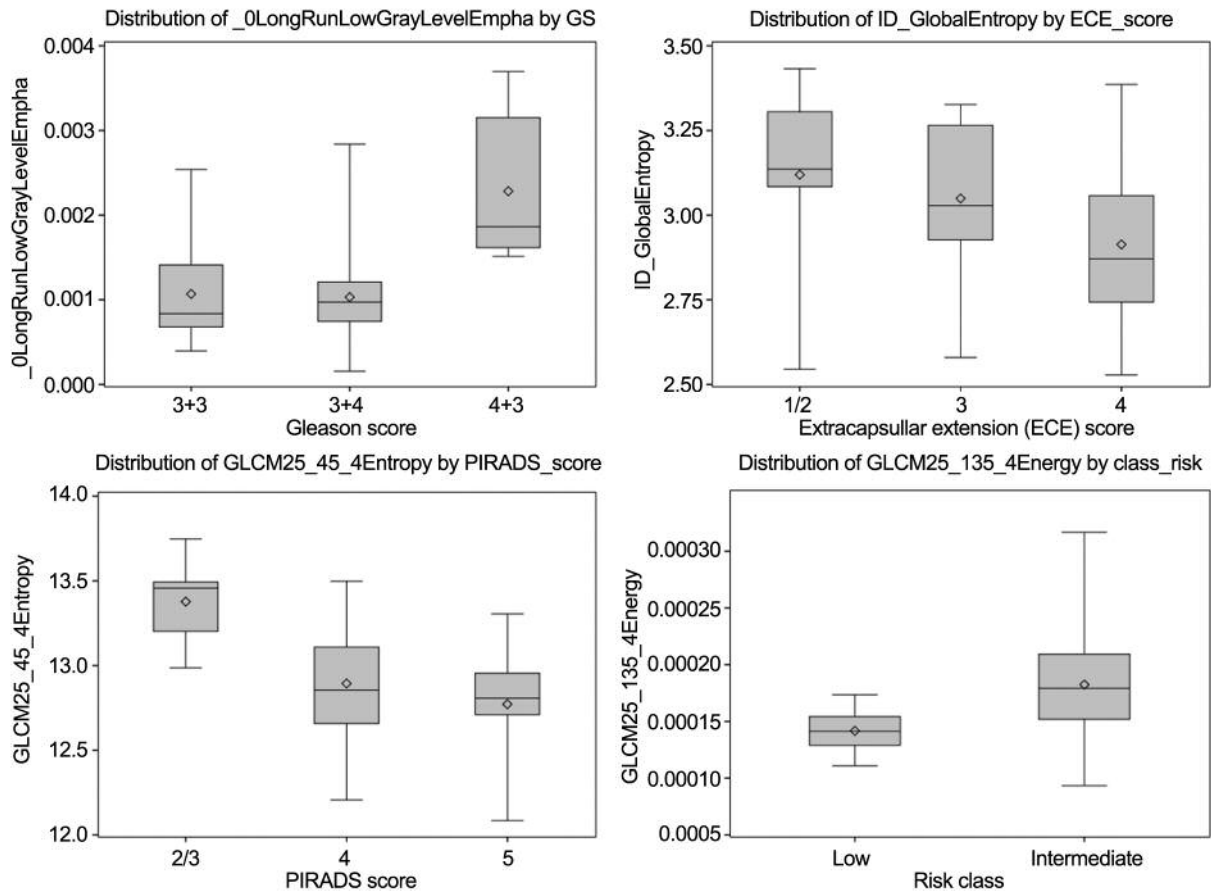 Distribution of _0LongRunLowGrayLevelEmpha by GS
_0LongRunLowGrayLevelEmpha
0.004
0.003
0.002
0.001
0.000
3+3 3+4 4+3
Gleason score
Distribution of ID_GlobalEntropy by ECE_score
ID_GlobalEntropy
3.50
3.25
3.00
2.75
2.50
1/2 3 4
Extracapsullar extension (ECE) score
Distribution of GLCM25_45_4Entropy by PIRADS_score
GLCM25_45_4Entropy
14.0
13.5
13.0
12.5
12.0
2/3 4 5
PIRADS score
Distribution of GLCM25_135_4Energy by class_risk
GLCM25_135_4Energy
0.00030
0.00025
0.00020
0.00015
0.00010
0.0005
Low Intermediate
Risk class